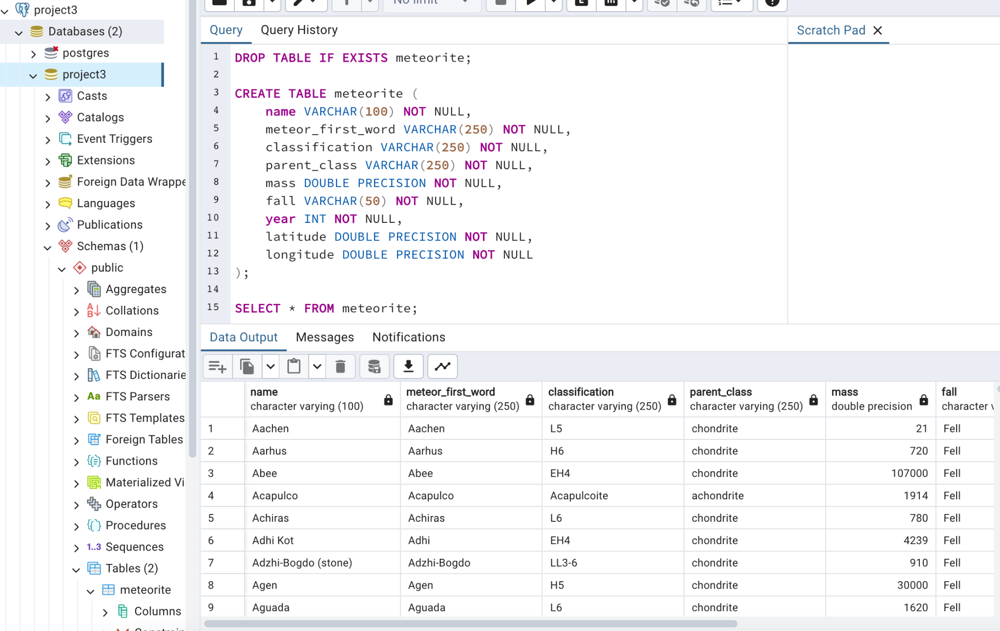 project3
Databases (2)
postgres
project3
Casts
Catalogs
Event Triggers
Extensions
Foreign Data Wrappe
Languages
Publications
Schemas (1)
public
Aggregates
Collations
Domains
FTS Configurat
FTS Dictionarie
Aa FTS Parsers
FTS Templates
Foreign Tables
Functions
Materialized Vi
Operators
Procedures
1..3 Sequences
Tables (2)
meteorite
Columns
No limit
Query Query History
1 DROP TABLE IF EXISTS meteorite;
2
3 CREATE TABLE meteorite (
4 name VARCHAR(100) NOT NULL,
5 meteor_first_word VARCHAR(250) NOT NULL,
6 classification VARCHAR(250) NOT NULL,
7 parent_class VARCHAR(250) NOT NULL,
8 mass DOUBLE PRECISION NOT NULL,
9 fall VARCHAR(50) NOT NULL,
10 year INT NOT NULL,
11 latitude DOUBLE PRECISION NOT NULL,
12 longitude DOUBLE PRECISION NOT NULL
13 );
14
15 SELECT * FROM meteorite;
Scratch Pad
Data Output Messages Notifications
name meteor_first_word classification parent_class mass fall
character varying (100) character varying (250) character varying (250) character varying (250) double precision character v
1 Aachen Aachen L5 chondrite 21 Fell
2 Aarhus Aarhus H6 chondrite 720 Fell
3 Abee Abee EH4 chondrite 107000 Fell
4 Acapulco Acapulco Acapulcoite achondrite 1914 Fell
5 Achiras Achiras L6 chondrite 780 Fell
6 Adhi Kot Adhi EH4 chondrite 4239 Fell
7 Adzhi-Bogdo (stone) Adzhi-Bogdo LL3-6 chondrite 910 Fell
8 Agen Agen H5 chondrite 30000 Fell
9 Aguada Aguada L6 chondrite 1620 Fell